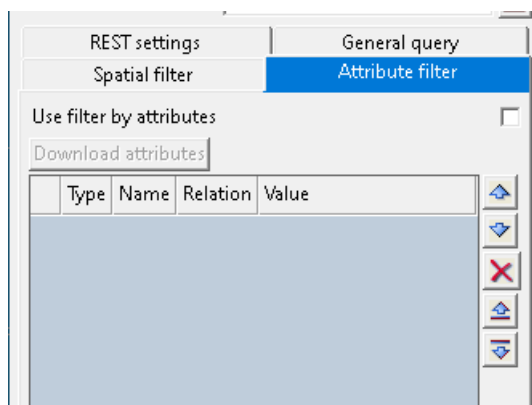 REST settings General query
Spatial filter Attribute filter
Use filter by attributes
Download attributes
Type Name Relation Value